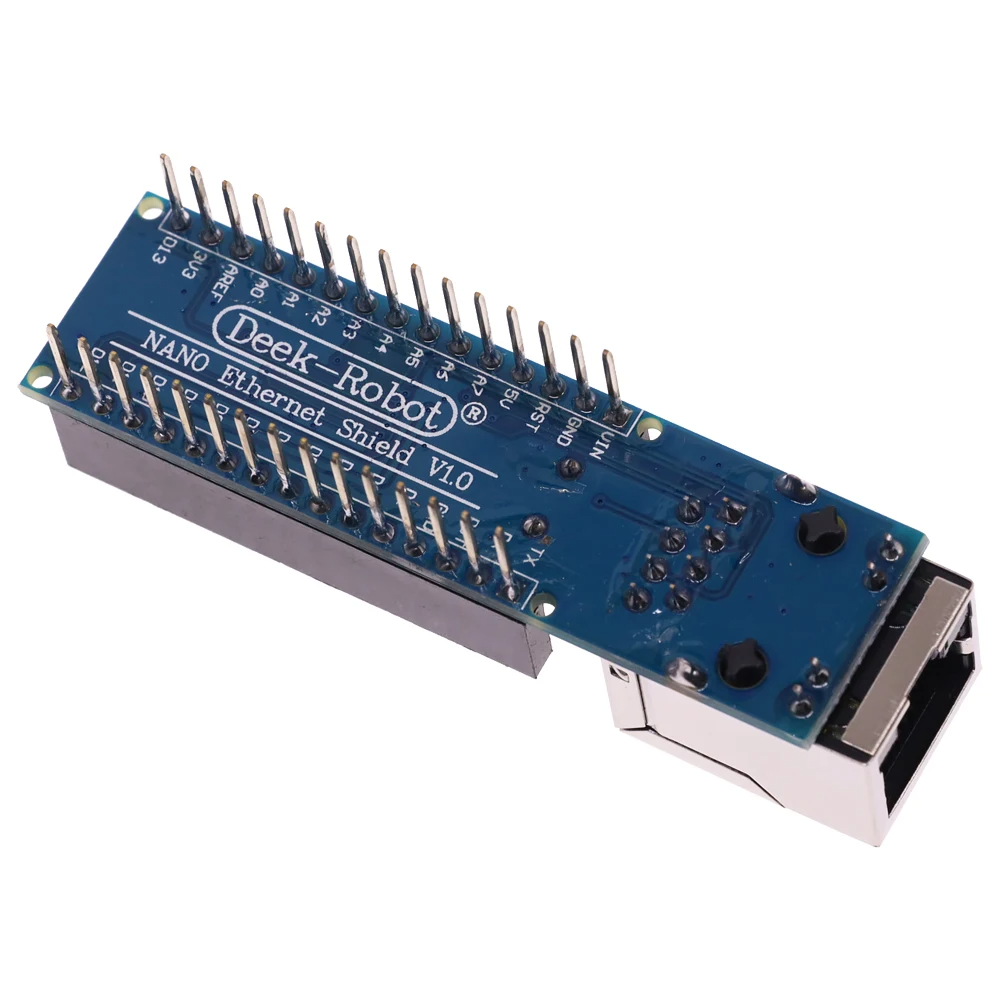 D13
3V3
AREF
A0
A1
A2
A3
A4
A5
A6
A7
5V
RST
GND
VIN
Deek-Robot®
NANO Ethernet Shield V1.0
TX